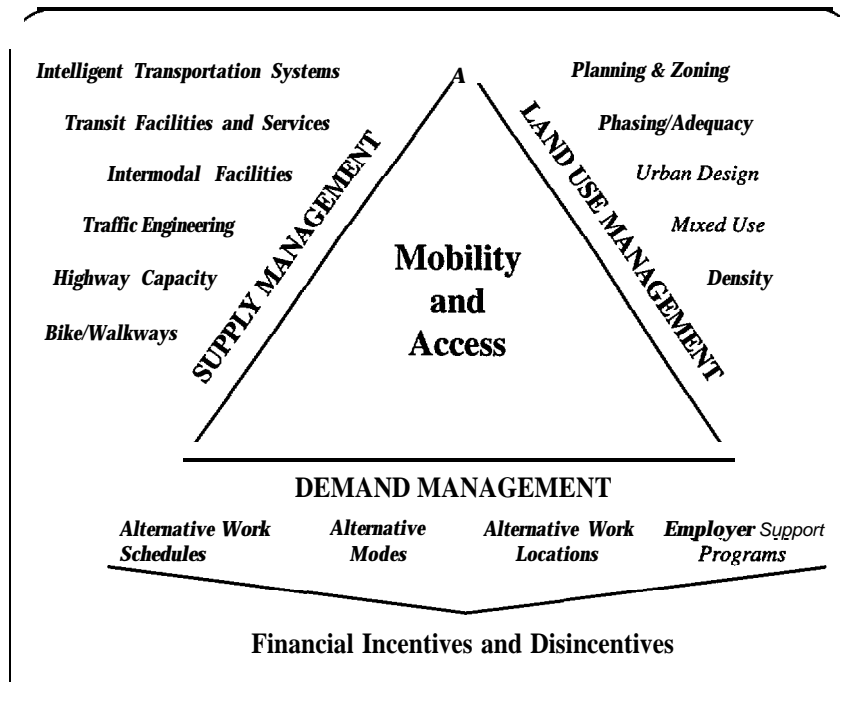 Intelligent Transportation Systems
Transit Facilities and Services
Intermodal Facilities
Traffic Engineering
Highway Capacity
Bike/Walkways
SUPPLY MANAGEMENT
A
Planning & Zoning
Phasing/Adequacy
Urban Design
Mixed Use
Density
LAND USE MANAGEMENT
Mobility
and
Access
DEMAND MANAGEMENT
Alternative Work
Schedules
Alternative
Modes
Alternative Work
Locations
Employer Support
Programs
Financial Incentives and Disincentives